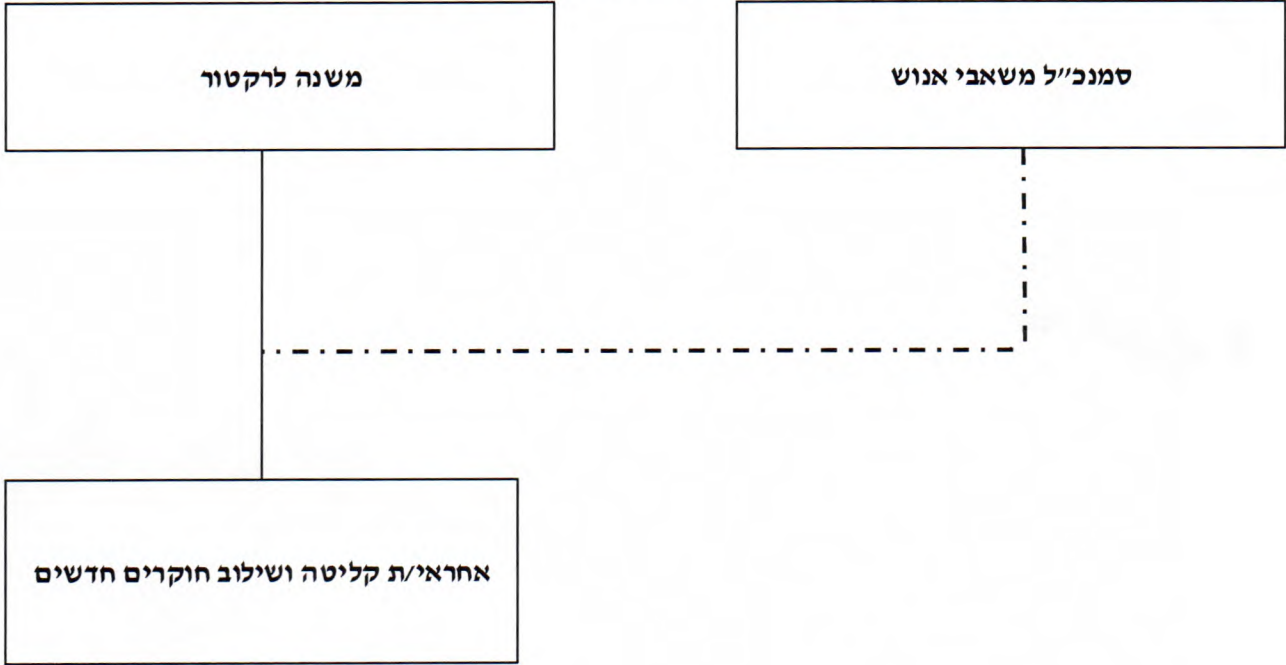 סמנכ״ל משאבי אנוש
משנה לרקטור
אחראי/ת קליטה ושילוב חוקרים חדשים